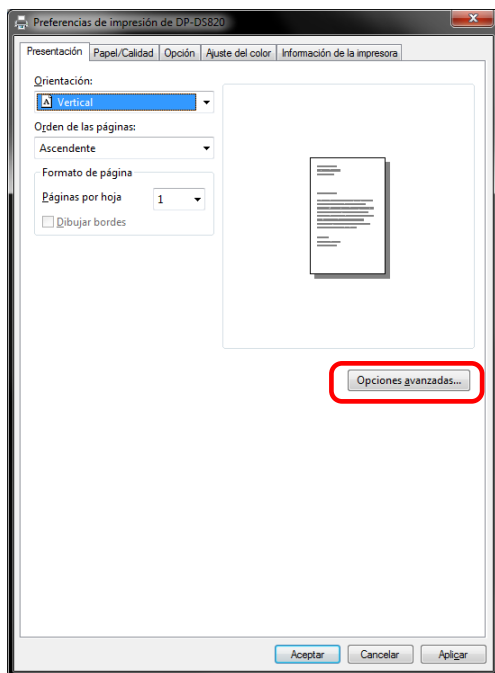 Preferencias de impresión de DP-DS820
Presentación Papel/Calidad Opción Ajuste del color Información de la impresora
Orientación:
A Vertical
Orden de las páginas:
Ascendente
Formato de página
Páginas por hoja 1
Dibujar bordes
Opciones avanzadas...
Aceptar Cancelar Aplicar